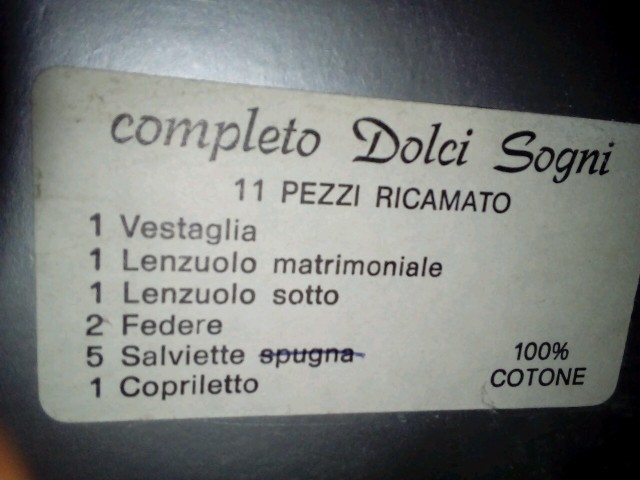 completo Dolci Sogni
11 PEZZI RICAMATO
1 Vestaglia
1 Lenzuolo matrimoniale
1 Lenzuolo sotto
2 Federe
5 Salviette spugna
1 Copriletto
100%
COTONE